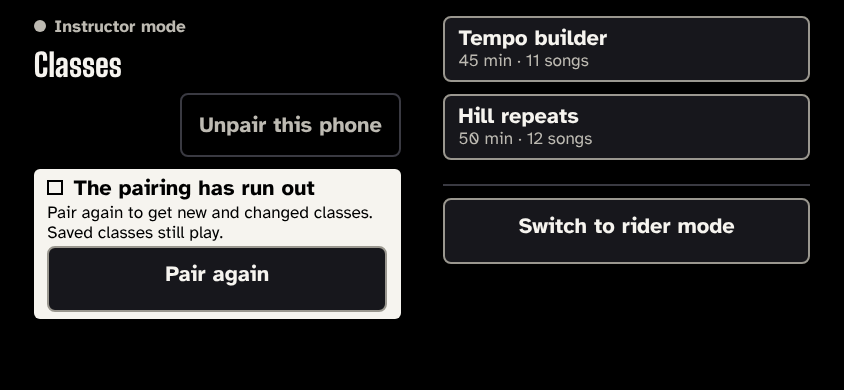 Instructor mode
Classes
Unpair this phone
The pairing has run out
Pair again to get new and changed classes.
Saved classes still play.
Pair again
Tempo builder
45 min · 11 songs
Hill repeats
50 min · 12 songs
Switch to rider mode